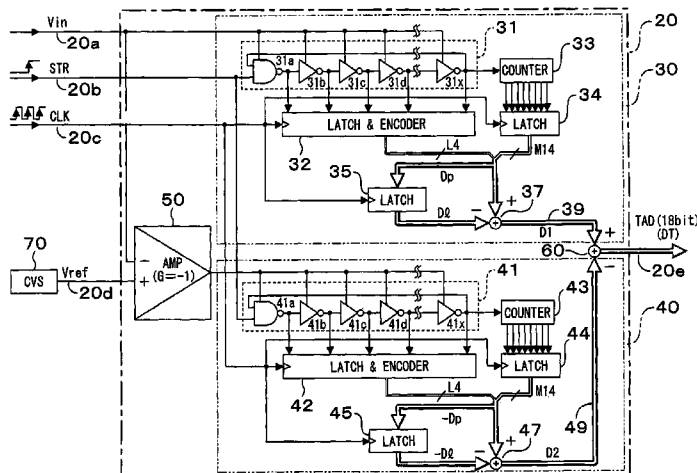 Vin
20a
STR
20b
CLK
20c
31
31a
31b
31c
31d
31x
COUNTER
33
20
30
LATCH & ENCODER
32
LATCH
34
L4
M14
35
Dp
LATCH
Dℓ
−
+
37
39
D1
+
60
−
TAD(18bit)
(DT)
20e
50
−
+
AMP
(G=−1)
70
CVS
Vref
20d
41
41a
41b
41c
41d
41x
COUNTER
43
40
LATCH & ENCODER
42
LATCH
44
L4
M14
45
−Dp
LATCH
−Dℓ
−
+
47
D2
49